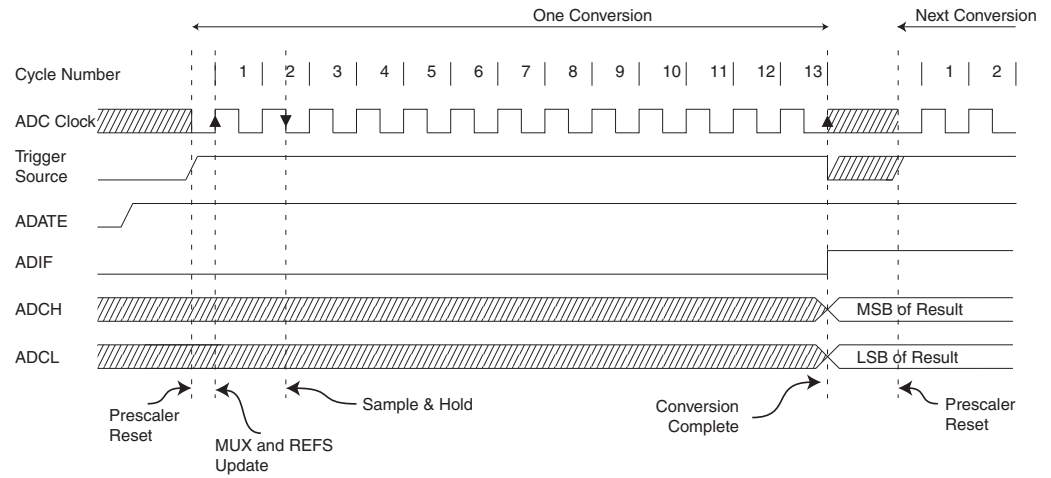 One Conversion
Next Conversion
Cycle Number 1 2 3 4 5 6 7 8 9 10 11 12 13 1 2
ADC Clock
Trigger
Source
ADATE
ADIF
ADCH
MSB of Result
ADCL
LSB of Result
Prescaler
Reset
MUX and REFS
Update
Sample & Hold
Conversion
Complete
Prescaler
Reset